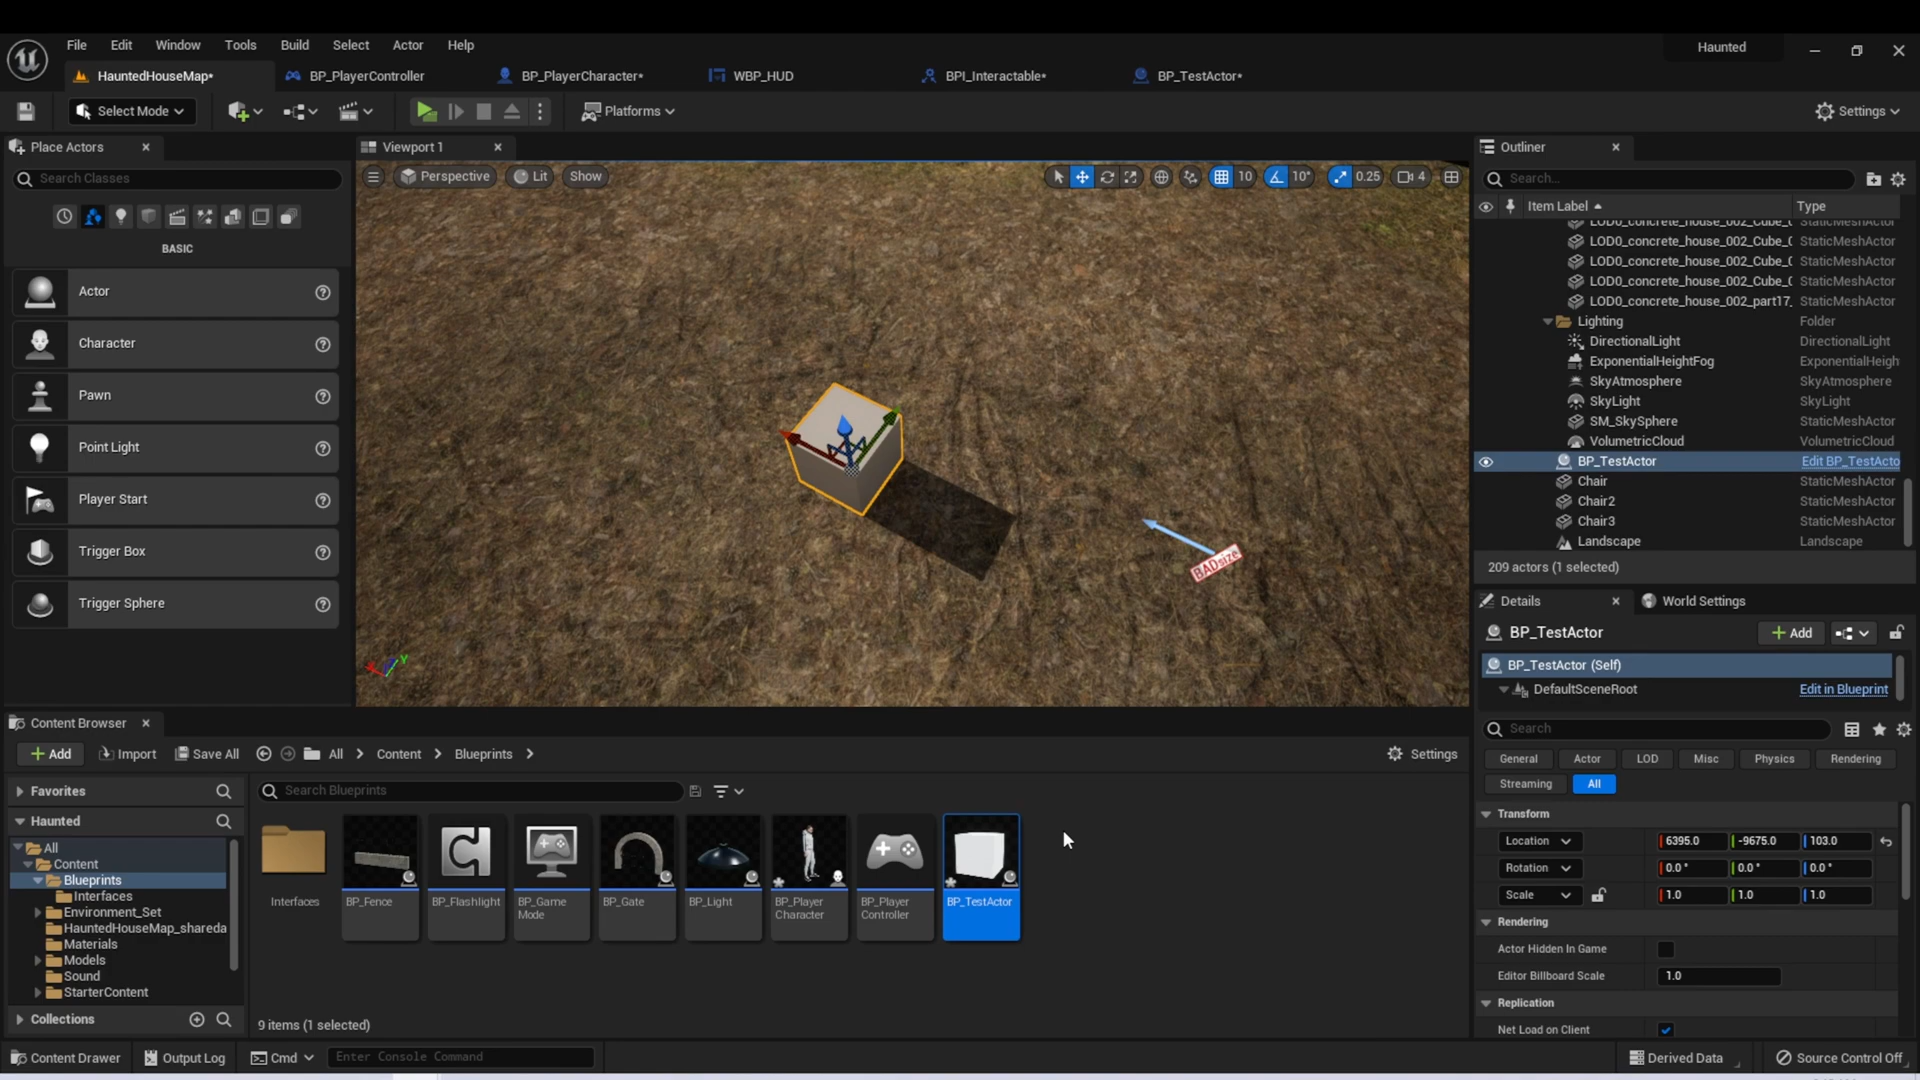 File Edit Window Tools Build Select Actor Help
Haunted
HauntedHouseMap* BP_PlayerController BP_PlayerCharacter* WBP_HUD BPI_Interactable* BP_TestActor*
Select Mode Platforms Settings
Place Actors
Search Classes
BASIC
Actor
Character
Pawn
Point Light
Player Start
Trigger Box
Trigger Sphere
Viewport 1
Perspective Lit Show 10 10° 0.25 4
BADsize
Y
Outliner
Search...
Item Label Type
LOD0_concrete_house_002_Cube_0 StaticMeshActor
LOD0_concrete_house_002_Cube_0 StaticMeshActor
LOD0_concrete_house_002_Cube_0 StaticMeshActor
LOD0_concrete_house_002_Cube_0 StaticMeshActor
LOD0_concrete_house_002_part17_ StaticMeshActor
Lighting Folder
DirectionalLight DirectionalLight
ExponentialHeightFog ExponentialHeigh
SkyAtmosphere SkyAtmosphere
SkyLight SkyLight
SM_SkySphere StaticMeshActor
VolumetricCloud VolumetricCloud
BP_TestActor Edit BP_TestActo
Chair StaticMeshActor
Chair2 StaticMeshActor
Chair3 StaticMeshActor
Landscape Landscape
209 actors (1 selected)
Details World Settings
BP_TestActor Add
BP_TestActor (Self)
DefaultSceneRoot Edit in Blueprint
Search
General Actor LOD Misc Physics Rendering
Streaming All
Transform
Location 6395.0 -9675.0 103.0
Rotation 0.0° 0.0° 0.0°
Scale 1.0 1.0 1.0
Rendering
Actor Hidden In Game
Editor Billboard Scale 1.0
Replication
Net Load on Client
Content Browser
Add Import Save All All Content Blueprints Settings
Favorites
Haunted
All
Content
Blueprints
Interfaces
Environment_Set
HauntedHouseMap_shareda
Materials
Models
Sound
StarterContent
Collections
Search Blueprints
Interfaces
BP_Fence
BP_Flashlight
BP_Game
Mode
BP_Gate
BP_Light
BP_Player
Character
BP_Player
Controller
BP_TestActor
9 items (1 selected)
Content Drawer Output Log Cmd Enter Console Command Derived Data Source Control Off